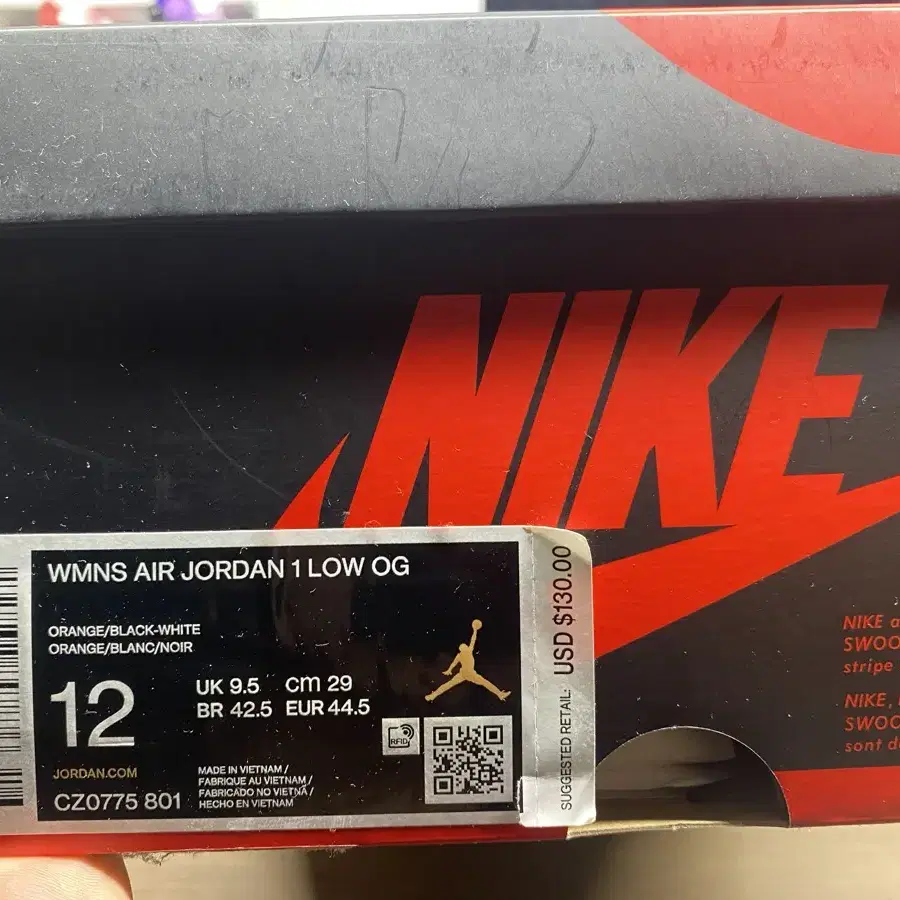 NIKE
WMNS AIR JORDAN 1 LOW OG
ORANGE/BLACK-WHITE
ORANGE/BLANC/NOIR
12
UK 9.5 cm 29
BR 42.5 EUR 44.5
RFID
JORDAN.COM
CZ0775 801
MADE IN VIETNAM /
FABRIQUE AU VIETNAM /
FABRICADO NO VIETNÃ /
HECHO EN VIETNAM
SUGGESTED RETAIL: USD $130.00
NIKE
SWOO
stripe
NIKE,
SWOO
sont